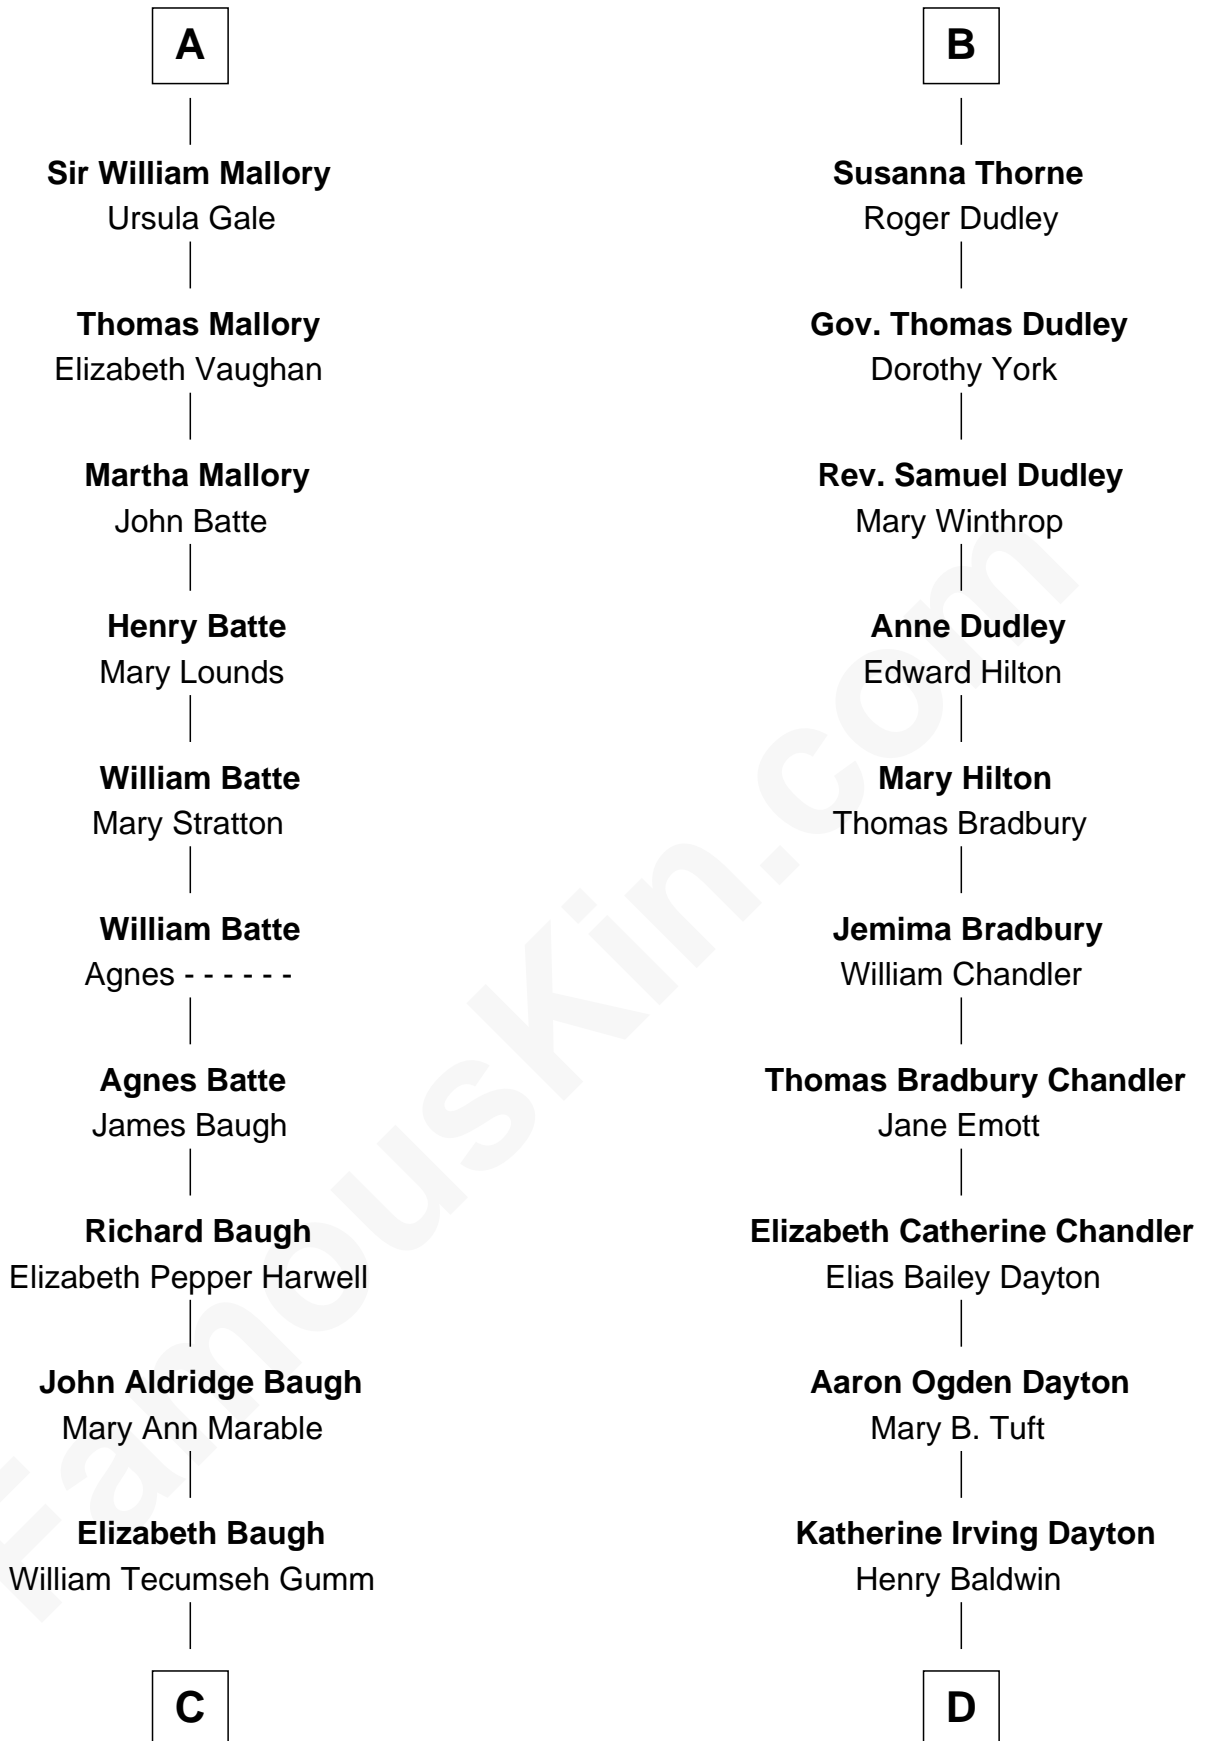 A
Sir William Mallory
Ursula Gale
Thomas Mallory
Elizabeth Vaughan
Martha Mallory
John Batte
Henry Batte
Mary Lounds
William Batte
Mary Stratton
William Batte
Agnes - - - - - -
Agnes Batte
James Baugh
Richard Baugh
Elizabeth Pepper Harwell
John Aldridge Baugh
Mary Ann Marable
Elizabeth Baugh
William Tecumseh Gumm
C
B
Susanna Thorne
Roger Dudley
Gov. Thomas Dudley
Dorothy York
Rev. Samuel Dudley
Mary Winthrop
Anne Dudley
Edward Hilton
Mary Hilton
Thomas Bradbury
Jemima Bradbury
William Chandler
Thomas Bradbury Chandler
Jane Emott
Elizabeth Catherine Chandler
Elias Bailey Dayton
Aaron Ogden Dayton
Mary B. Tuft
Katherine Irving Dayton
Henry Baldwin
D
FamousKin.com